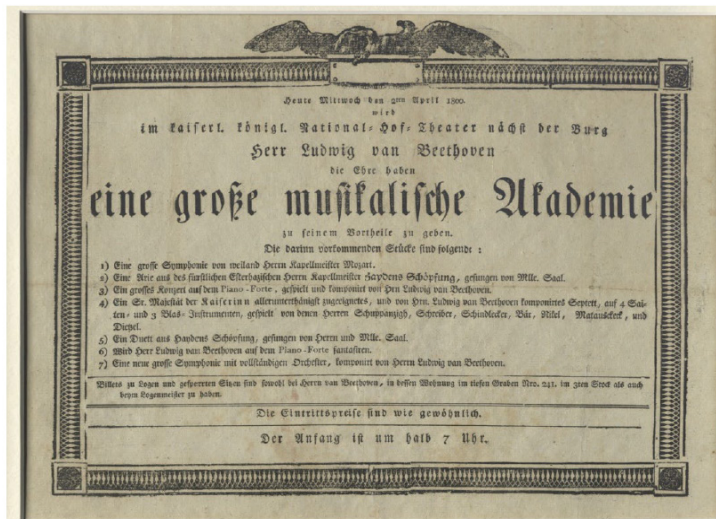 Heute Mittwoch den 2ten April 1800.
wird
im kaiserl. königl. National-Hof-Theater nächst der Burg
Herr Ludwig van Beethoven
die Ehre haben
eine große musikalische Akademie
zu seinem Vortheile zu geben.
Die darinn vorkommenden Stücke sind folgende:
1) Eine grosse Symphonie von weiland Herrn Kapellmeister Mozart.
2) Eine Arie aus des fürstlichen Esterhazischen Herrn Kapellmeister Haydens Schöpfung, gesungen von Mlle. Saal.
3) Ein grosses Konzert auf dem Piano-Forte, gespielt und komponirt von Hrn Ludwig van Beethoven.
4) Ein Sr. Majestät der Kaiserinn allerunterthänigst zugeeignetes, und von Hrn. Ludwig van Beethoven komponirtes Septett, auf 4 Sai-
ten- und 3 Blas-Instrumenten, gespielt von denen Herren Schuppanzigh, Schreiber, Schindlecker, Bär, Nikel, Matauscheck, und
Dietzel.
5) Ein Duett aus Haydens Schöpfung, gesungen von Herrn und Mlle. Saal.
6) Wird Herr Ludwig van Beethoven auf dem Piano-Forte fantasiren.
7) Eine neue grosse Symphonie mit vollständigem Orchester, komponirt von Herrn Ludwig van Beethoven.
Billets zu Logen und gesperrten Sitzen sind sowohl bei Herrn van Beethoven, in dessen Wohnung im tiefen Graben Nro. 241. im 3ten Stock als auch
beym Logenmeister zu haben.
Die Eintrittspreise sind wie gewöhnlich.
Der Anfang ist um halb 7 Uhr.